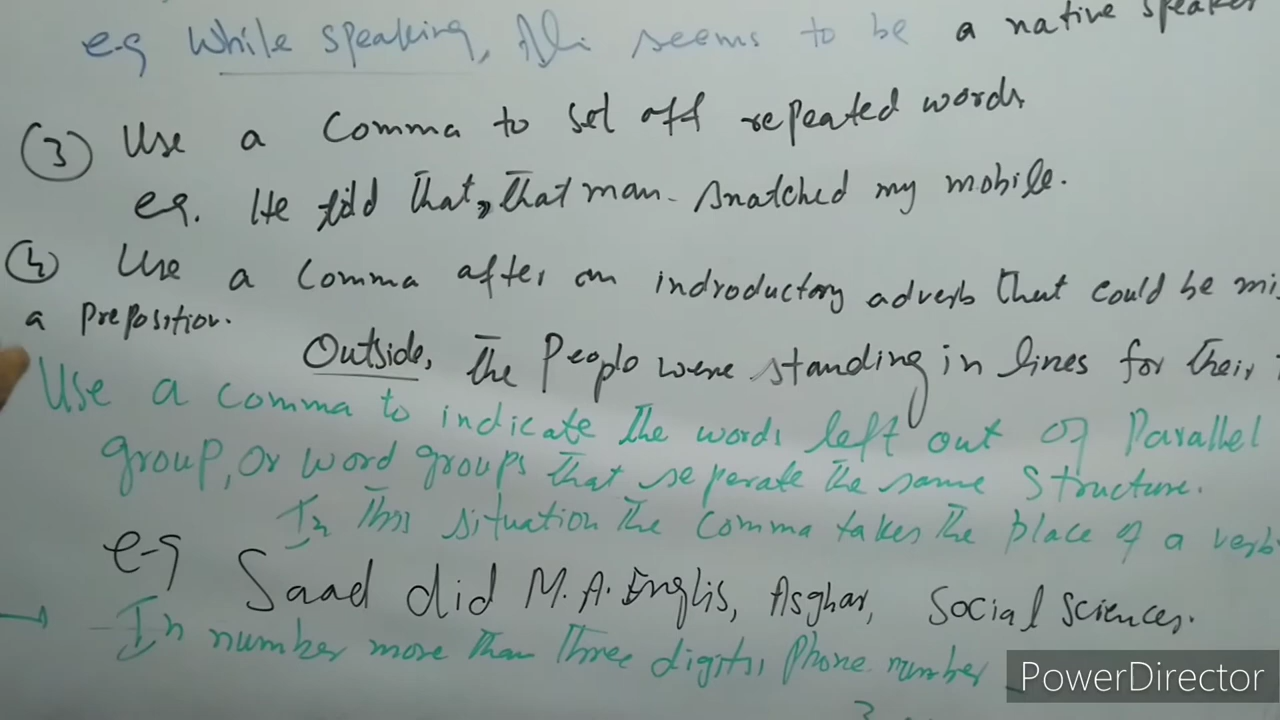 e-g While speaking, Ali seems to be a native speaker
(3) Use a Comma to set off repeated words
eg. He told that, that man snatched my mobile.
(4) Use a Comma after an indroductory adverb that could be mis
a preposition.
Outside, the People were standing in lines for their
Use a comma to indicate the words left out of Parallel
group, or word groups that seperate the same Structure.
In this situation the comma takes the place of a verb
e-g Saad did M.A. Englis, Asghar, Social Sciences.
→ - In number more than three digits, Phone number
PowerDirector